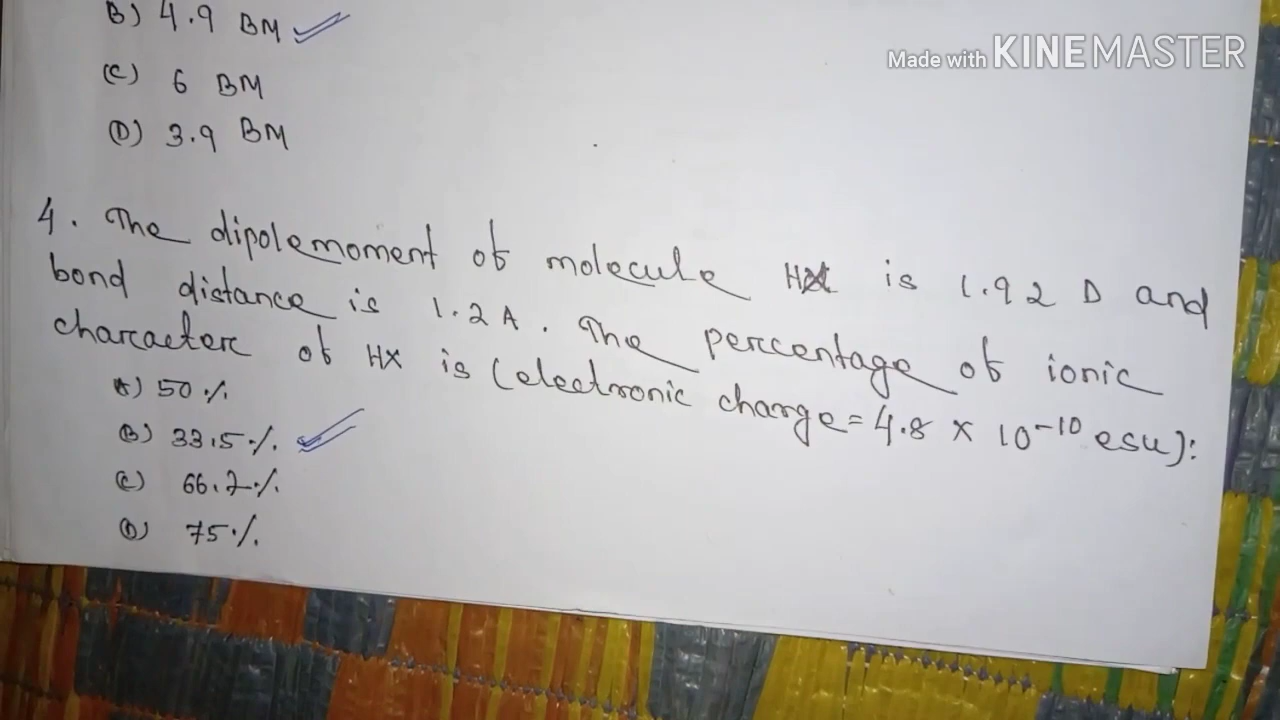 B) 4.9 BM
Made with KINEMASTER
(C) 6 BM
(D) 3.9 BM
4. The dipolemoment of molecule HX is 1.92 D and
bond distance is 1.2 A. The percentage of ionic
character of HX is (electronic charge = 4.8 × 10⁻¹⁰ esu):
(A) 50 %
(B) 33.5 %
(C) 66.7 %
(D) 75 %